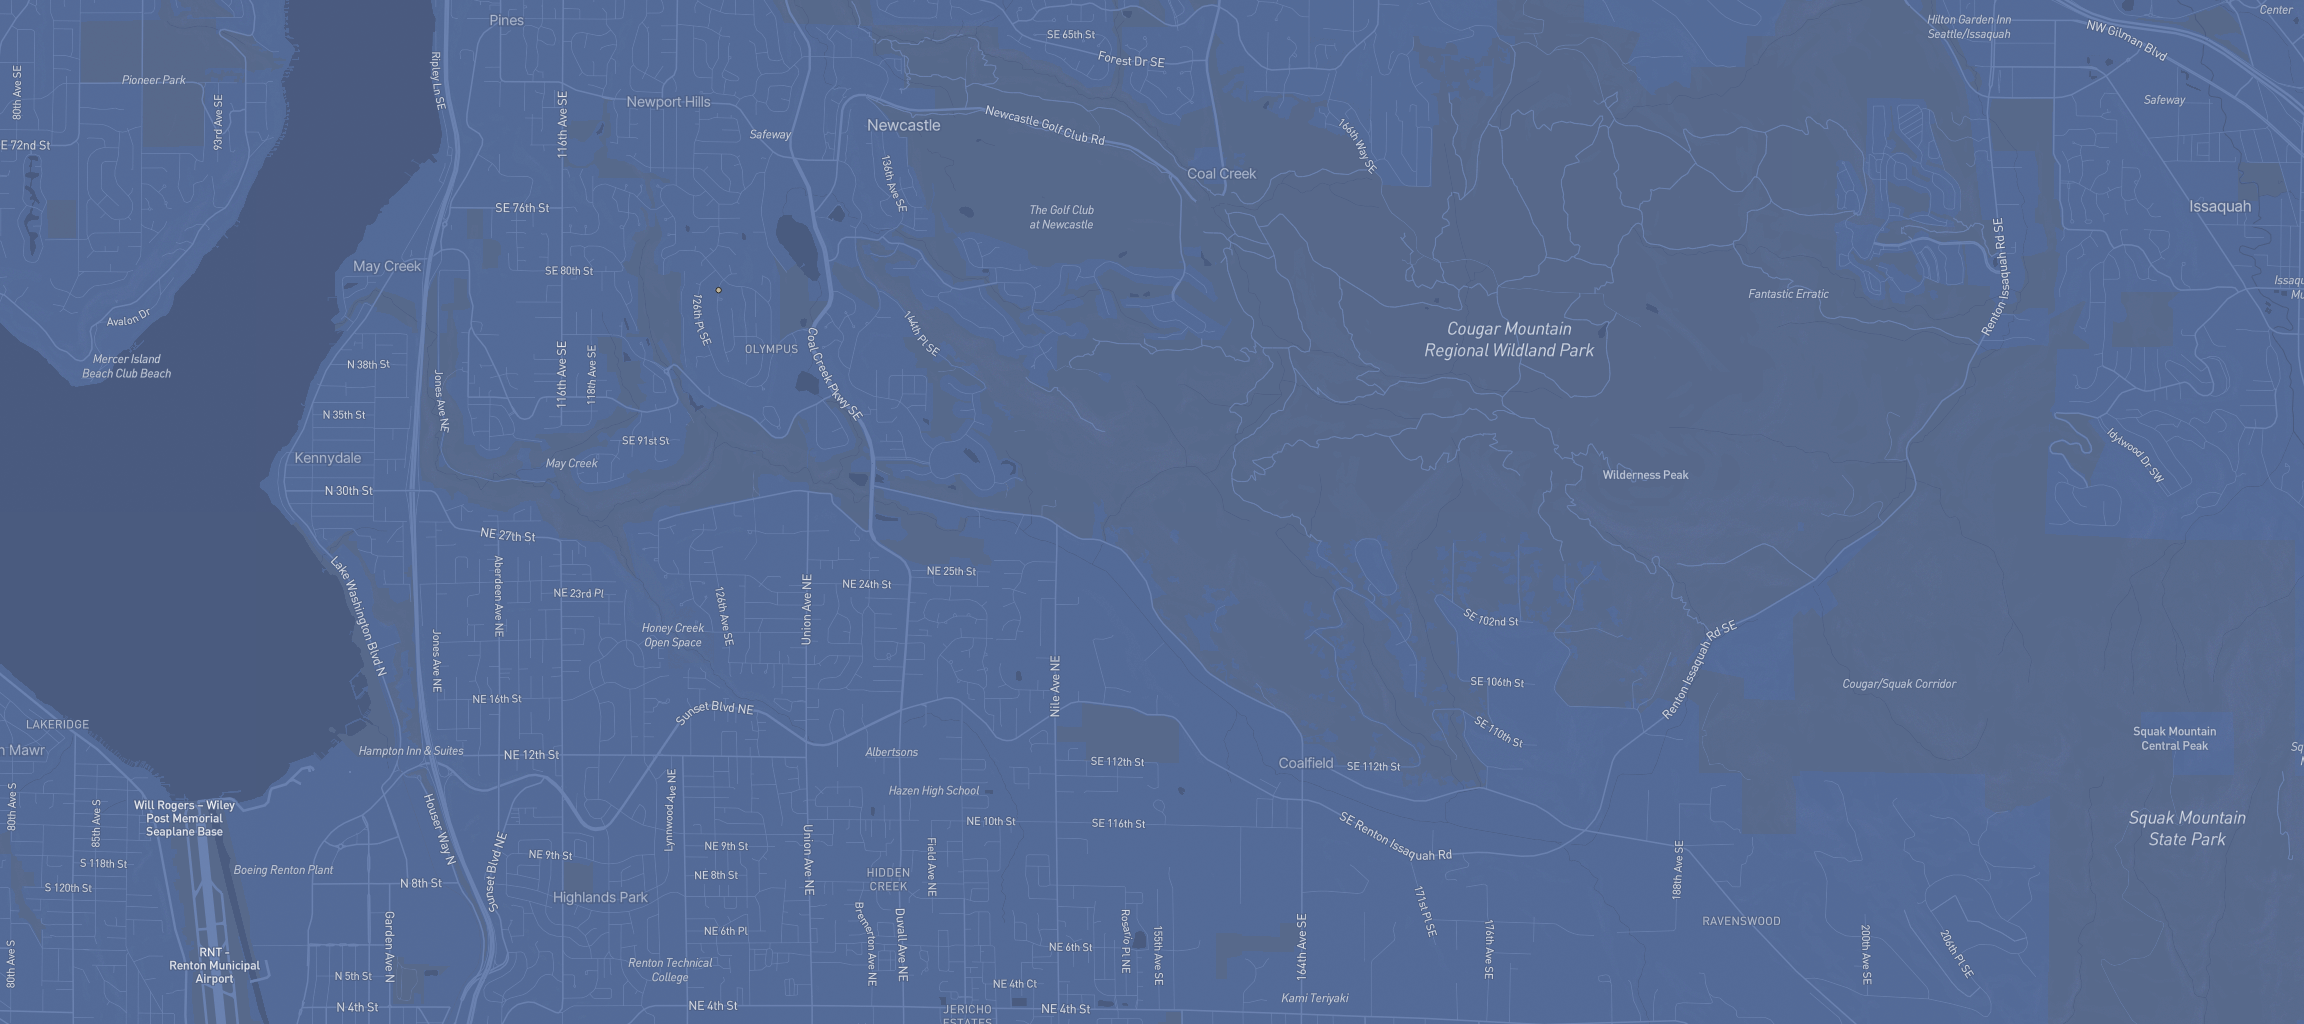 Pines
SE 65th St
Forest Dr SE
Hilton Garden Inn
Seattle/Issaquah
NW Gilman Blvd
Center
80th Ave SE
Pioneer Park
93rd Ave SE
Ripley Ln SE
116th Ave SE
Newport Hills
Safeway
Newcastle
Newcastle Golf Club Rd
166th Way SE
Safeway
E 72nd St
136th Ave SE
Coal Creek
SE 76th St
The Golf Club
at Newcastle
Issaquah
Renton Issaquah Rd SE
May Creek
SE 80th St
Fantastic Erratic
Issaqu
Mu
Avalon Dr
126th Pl SE
144th Pl SE
Cougar Mountain
Regional Wildland Park
OLYMPUS
Coal Creek Pkwy SE
Mercer Island
Beach Club Beach
N 38th St
116th Ave SE
118th Ave SE
Jones Ave NE
N 35th St
SE 91st St
Idylwood Dr SW
Kennydale
May Creek
Wilderness Peak
N 30th St
NE 27th St
Lake Washington Blvd N
Aberdeen Ave NE
NE 23rd Pl
126th Ave SE
Union Ave NE
NE 24th St
NE 25th St
Honey Creek
Open Space
SE 102nd St
Renton Issaquah Rd SE
Jones Ave NE
Nile Ave NE
SE 106th St
Cougar/Squak Corridor
NE 16th St
Sunset Blvd NE
SE 110th St
LAKERIDGE
n Mawr
Hampton Inn & Suites
NE 12th St
Albertsons
SE 112th St
Coalfield
SE 112th St
Squak Mountain
Central Peak
Sq
M
80th Ave S
85th Ave S
Will Rogers – Wiley
Post Memorial
Seaplane Base
Houser Way N
Lynnwood Ave NE
Hazen High School
NE 10th St
SE 116th St
SE Renton Issaquah Rd
Squak Mountain
State Park
S 118th St
Boeing Renton Plant
S 120th St
N 8th St
Sunset Blvd NE
NE 9th St
NE 9th St
NE 8th St
Union Ave NE
HIDDEN
CREEK
Field Ave NE
188th Ave SE
Highlands Park
171st Pl SE
RAVENSWOOD
80th Ave S
RNT -
Renton Municipal
Airport
Garden Ave N
NE 6th Pl
Bremerton Ave NE
Duvall Ave NE
NE 6th St
Rosario Pl NE
155th Ave SE
164th Ave SE
176th Ave SE
200th Ave SE
206th Pl SE
N 5th St
Renton Technical
College
NE 4th Ct
Kami Teriyaki
N 4th St
NE 4th St
JERICHO
ESTATES
NE 4th St